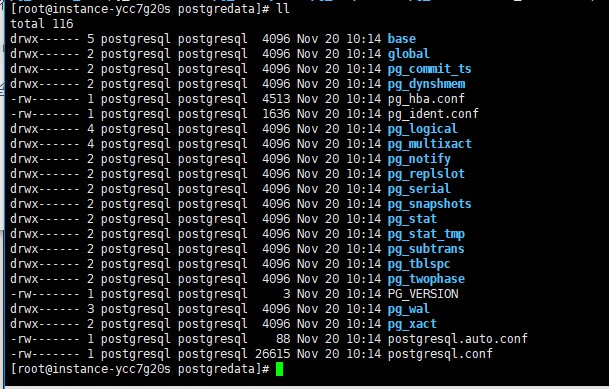 [root@instance-ycc7g20s postgredata]# ll
total 116
drwx------ 5 postgresql postgresql  4096 Nov 20 10:14 base
drwx------ 2 postgresql postgresql  4096 Nov 20 10:14 global
drwx------ 2 postgresql postgresql  4096 Nov 20 10:14 pg_commit_ts
drwx------ 2 postgresql postgresql  4096 Nov 20 10:14 pg_dynshmem
-rw------- 1 postgresql postgresql  4513 Nov 20 10:14 pg_hba.conf
-rw------- 1 postgresql postgresql  1636 Nov 20 10:14 pg_ident.conf
drwx------ 4 postgresql postgresql  4096 Nov 20 10:14 pg_logical
drwx------ 4 postgresql postgresql  4096 Nov 20 10:14 pg_multixact
drwx------ 2 postgresql postgresql  4096 Nov 20 10:14 pg_notify
drwx------ 2 postgresql postgresql  4096 Nov 20 10:14 pg_replslot
drwx------ 2 postgresql postgresql  4096 Nov 20 10:14 pg_serial
drwx------ 2 postgresql postgresql  4096 Nov 20 10:14 pg_snapshots
drwx------ 2 postgresql postgresql  4096 Nov 20 10:14 pg_stat
drwx------ 2 postgresql postgresql  4096 Nov 20 10:14 pg_stat_tmp
drwx------ 2 postgresql postgresql  4096 Nov 20 10:14 pg_subtrans
drwx------ 2 postgresql postgresql  4096 Nov 20 10:14 pg_tblspc
drwx------ 2 postgresql postgresql  4096 Nov 20 10:14 pg_twophase
-rw------- 1 postgresql postgresql     3 Nov 20 10:14 PG_VERSION
drwx------ 3 postgresql postgresql  4096 Nov 20 10:14 pg_wal
drwx------ 2 postgresql postgresql  4096 Nov 20 10:14 pg_xact
-rw------- 1 postgresql postgresql    88 Nov 20 10:14 postgresql.auto.conf
-rw------- 1 postgresql postgresql 26615 Nov 20 10:14 postgresql.conf
[root@instance-ycc7g20s postgredata]#